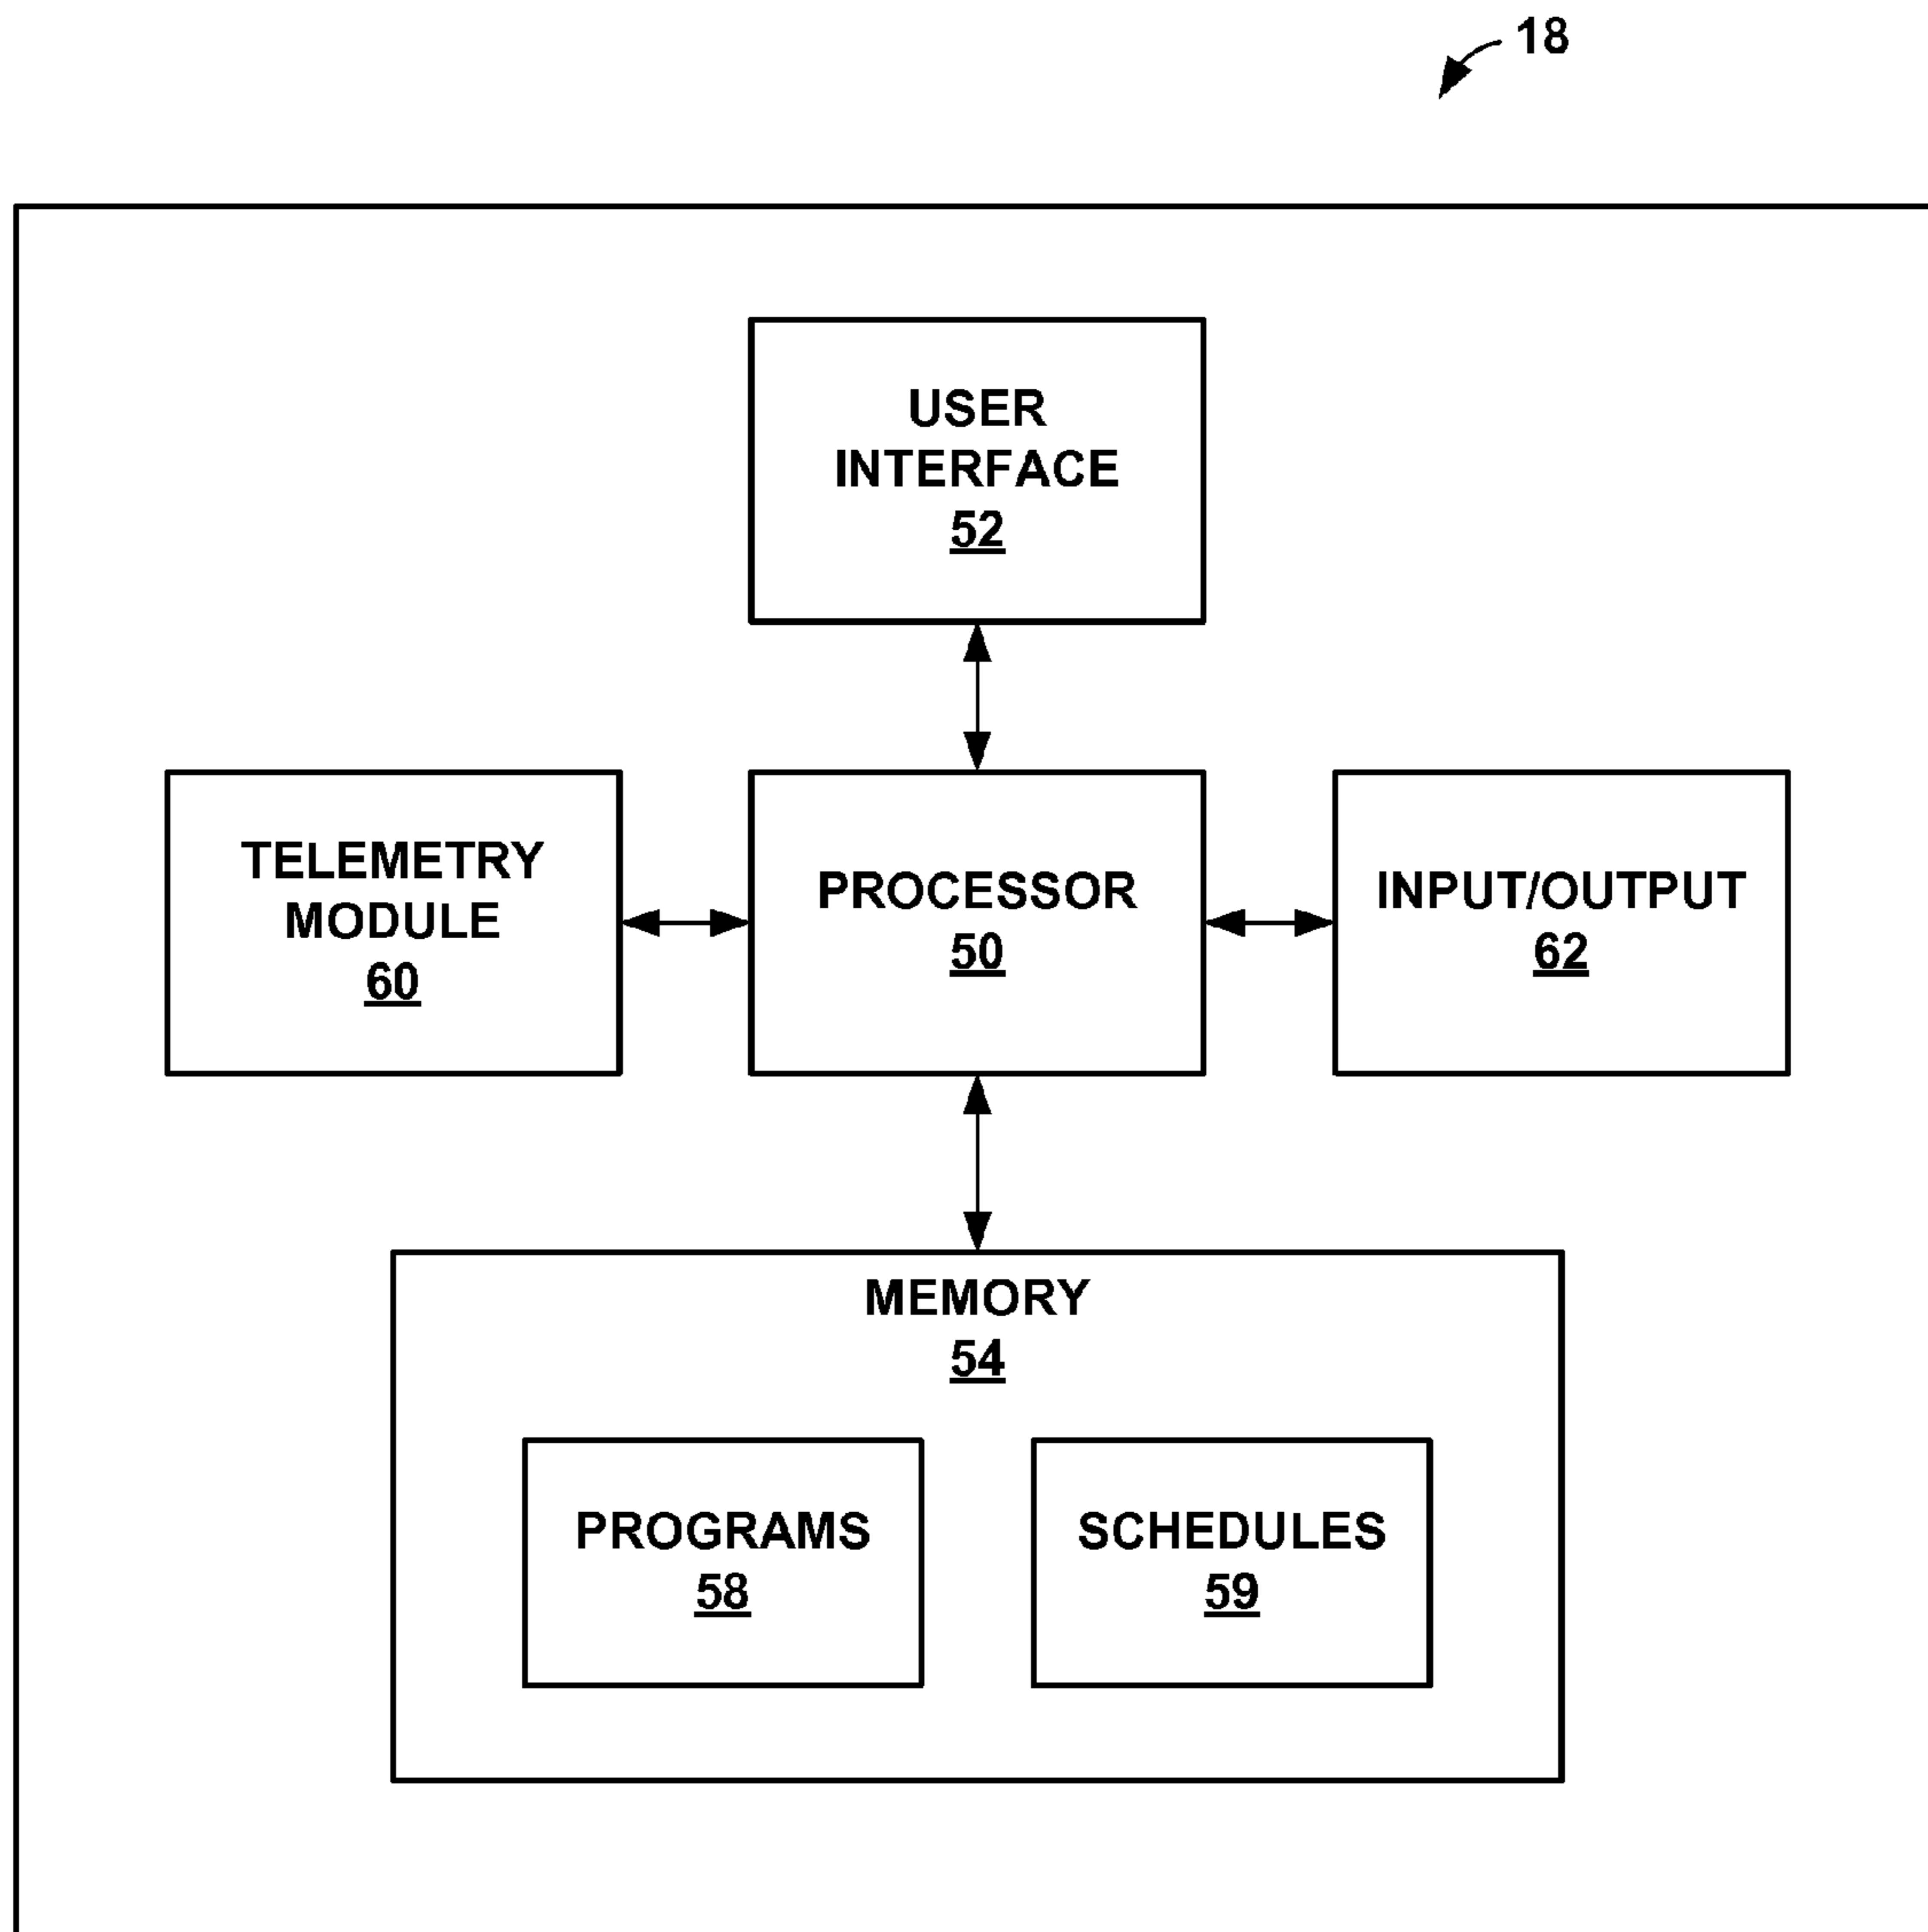 18
USER
INTERFACE
52
TELEMETRY
MODULE
60
PROCESSOR
50
INPUT/OUTPUT
62
MEMORY
54
PROGRAMS
58
SCHEDULES
59